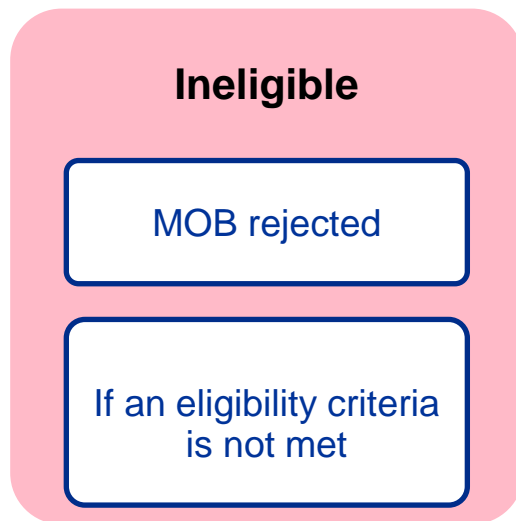 Ineligible
MOB rejected
If an eligibility criteria
is not met